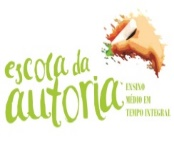 escola da
autoria
ENSINO
MÉDIO EM
TEMPO INTEGRAL